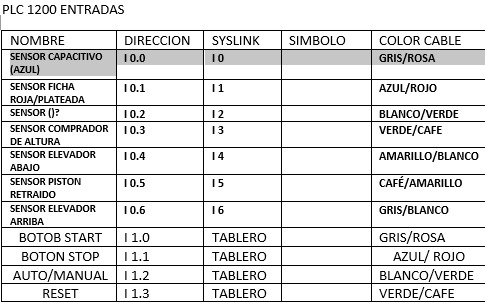 PLC 1200 ENTRADAS
NOMBRE DIRECCION SYSLINK SIMBOLO COLOR CABLE
SENSOR CAPACITIVO (AZUL) I 0.0 I 0 GRIS/ROSA
SENSOR FICHA ROJA/PLATEADA I 0.1 I 1 AZUL/ROJO
SENSOR ()? I 0.2 I 2 BLANCO/VERDE
SENSOR COMPRADOR DE ALTURA I 0.3 I 3 VERDE/CAFE
SENSOR ELEVADOR ABAJO I 0.4 I 4 AMARILLO/BLANCO
SENSOR PISTON RETRAIDO I 0.5 I 5 CAFÉ/AMARILLO
SENSOR ELEVADOR ARRIBA I 0.6 I 6 GRIS/BLANCO
BOTOB START I 1.0 TABLERO GRIS/ROSA
BOTON STOP I 1.1 TABLERO AZUL/ ROJO
AUTO/MANUAL I 1.2 TABLERO BLANCO/VERDE
RESET I 1.3 TABLERO VERDE/CAFE